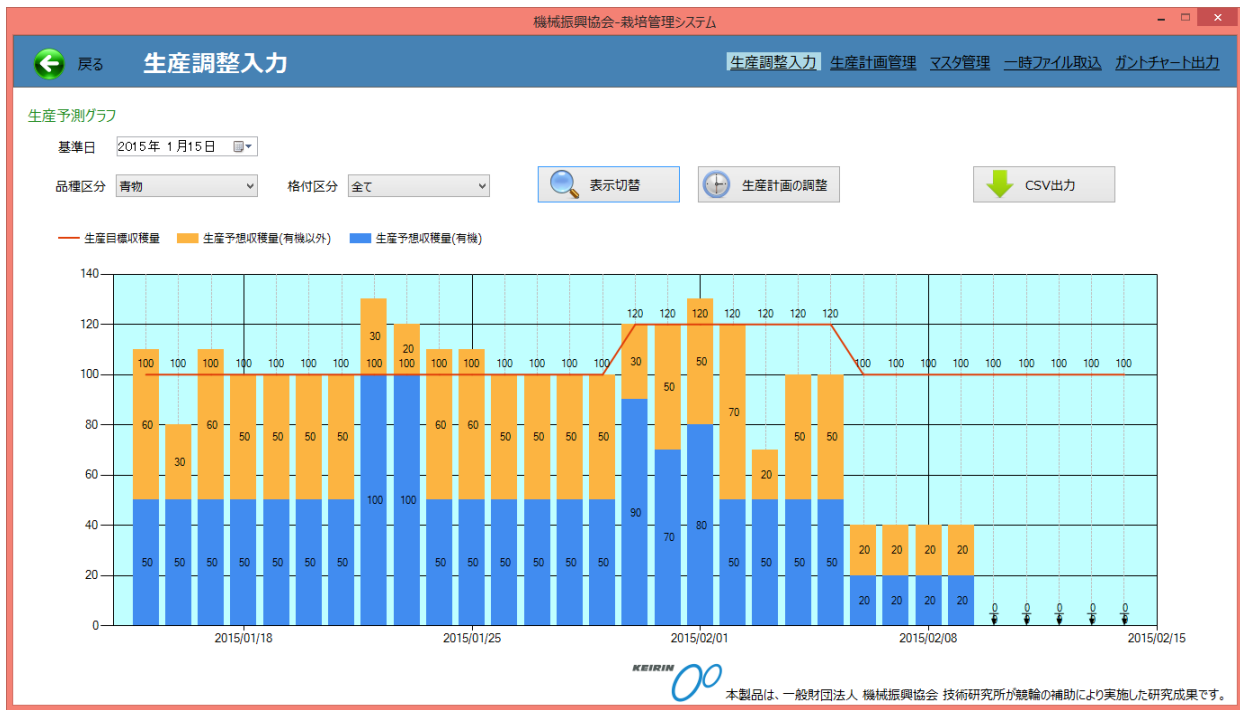 機械振興協会-栽培管理システム
戻る 生産調整入力 生産調整入力 生産計画管理 マスタ管理 一時ファイル取込 ガントチャート出力
生産予測グラフ
基準日 2015年 1月15日
品種区分 青物 格付区分 全て 表示切替 生産計画の調整 CSV出力
生産目標収穫量 生産予想収穫量(有機以外) 生産予想収穫量(有機)
140
120 120 120 120 120 120 120
120
30 20
100 100 100 100 100 100 100 100 100 100 100 100 100 100 100 30 50 100 100 100 100 100 100 100 100 100
100
50
70
80
60 60 50 50 50 50 60 60 50 50 50 50 50 50
30 20
60
100 100
90 80
70
40
50 50 50 50 50 50 50 50 50 50 50 50 50 50 50 50 50
20 20 20 20
20
20 20 20 20
0 0 0 0 0
0
2015/01/18 2015/01/25 2015/02/01 2015/02/08 2015/02/15
KEIRIN
本製品は、一般財団法人 機械振興協会 技術研究所が競輪の補助により実施した研究成果です。